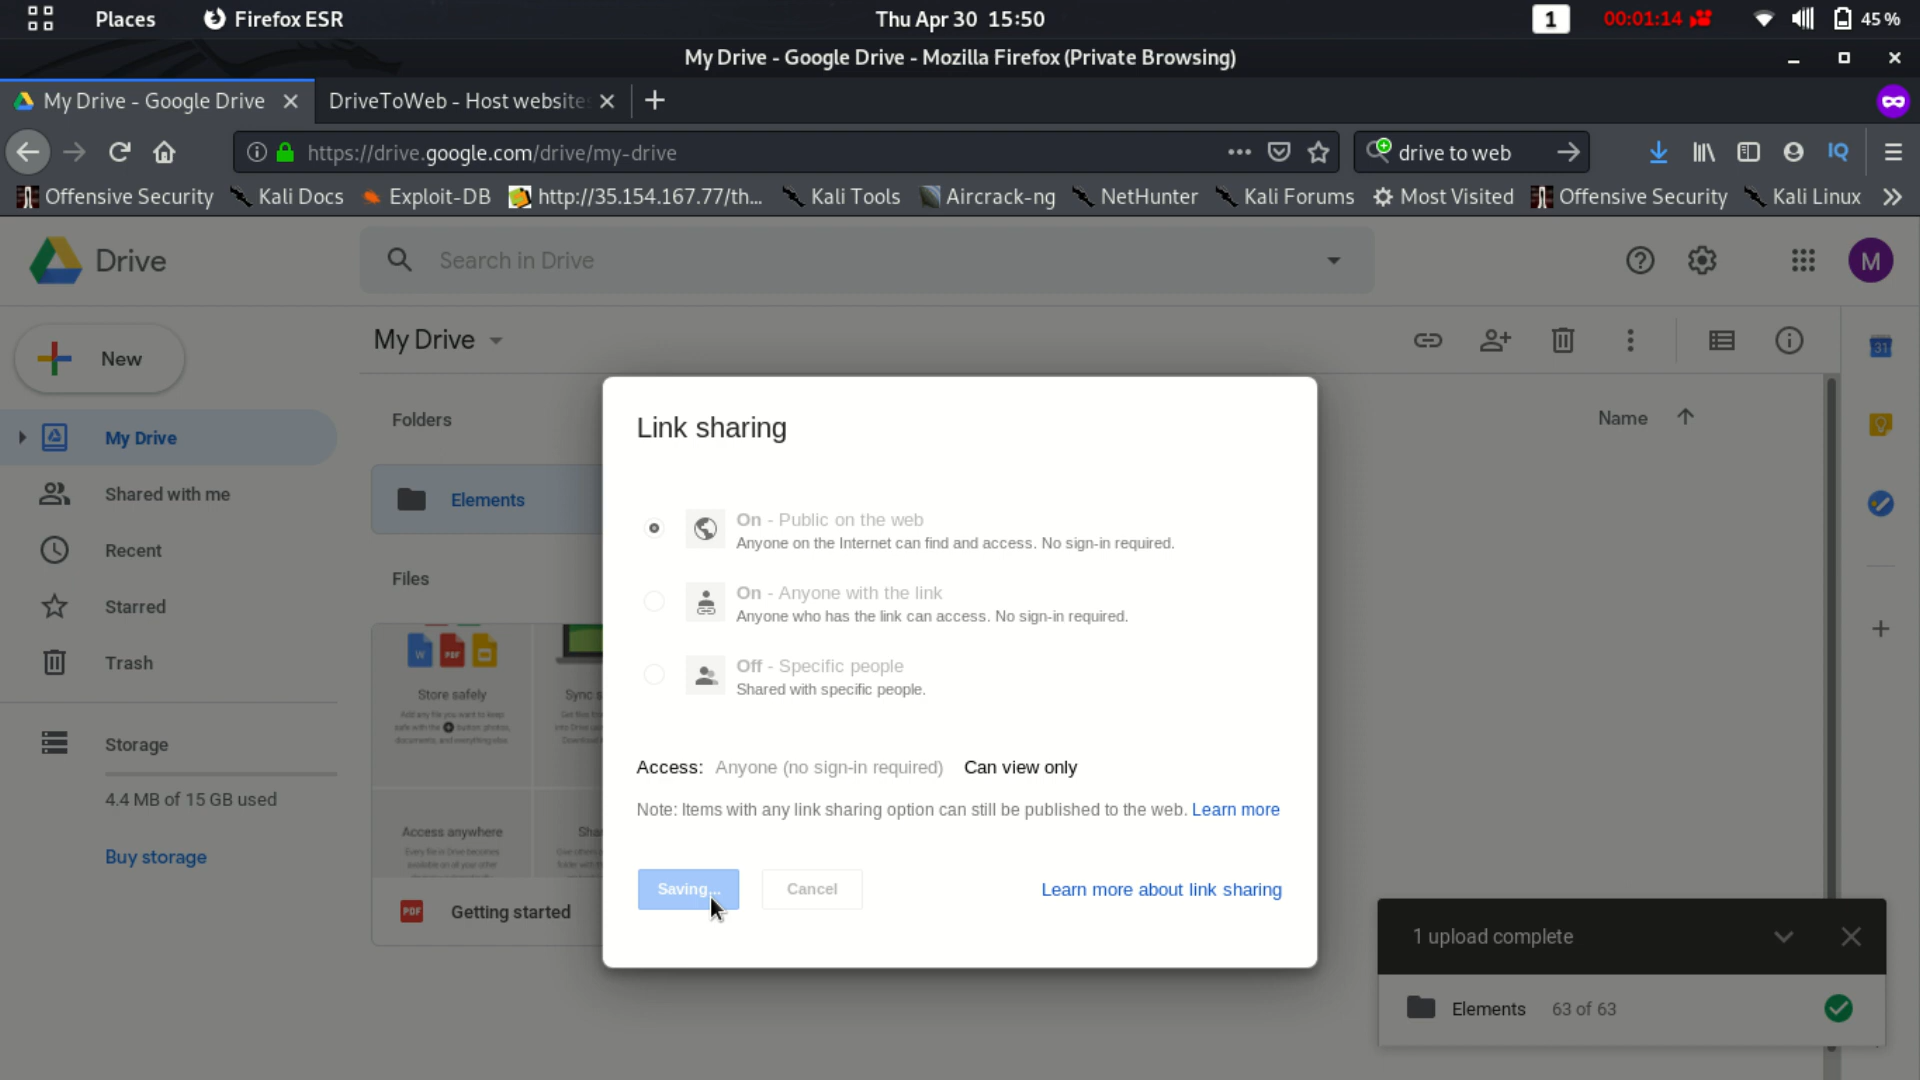 Places
Firefox ESR
Thu Apr 30 15:50
1
00:01:14
45 %
My Drive - Google Drive - Mozilla Firefox (Private Browsing)
My Drive - Google Drive
DriveToWeb - Host website
https://drive.google.com/drive/my-drive
drive to web
IQ
Offensive Security
Kali Docs
Exploit-DB
http://35.154.167.77/th...
Kali Tools
Aircrack-ng
NetHunter
Kali Forums
Most Visited
Offensive Security
Kali Linux
Drive
Search in Drive
M
New
My Drive
31
My Drive
Shared with me
Recent
Starred
Trash
Storage
4.4 MB of 15 GB used
Buy storage
Folders
Name
Elements
Files
W
PDF
Store safely
Sync s
Access anywhere
Shar
PDF
Getting started
Link sharing
On - Public on the web
Anyone on the Internet can find and access. No sign-in required.
On - Anyone with the link
Anyone who has the link can access. No sign-in required.
Off - Specific people
Shared with specific people.
Access: Anyone (no sign-in required) Can view only
Note: Items with any link sharing option can still be published to the web. Learn more
Saving...
Cancel
Learn more about link sharing
1 upload complete
Elements 63 of 63